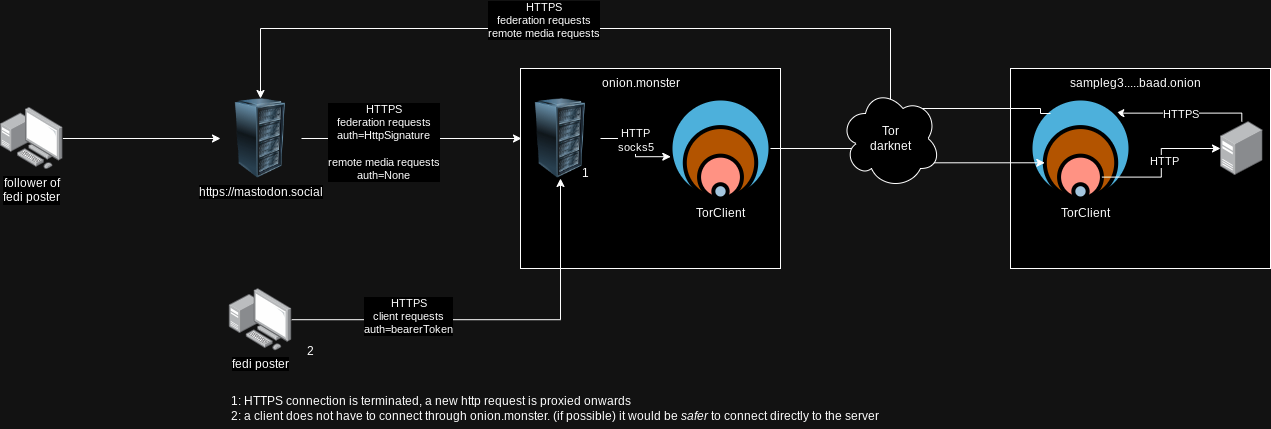 HTTPS
federation requests
remote media requests
onion.monster
sampleg3.....baad.onion
HTTPS
federation requests
auth=HttpSignature
remote media requests
auth=None
HTTP
socks5
Tor
darknet
HTTPS
HTTP
1
follower of
fedi poster
https://mastodon.social
TorClient
TorClient
HTTPS
client requests
auth=bearerToken
2
fedi poster
1: HTTPS connection is terminated, a new http request is proxied onwards
2: a client does not have to connect through onion.monster. (if possible) it would be safer to connect directly to the server